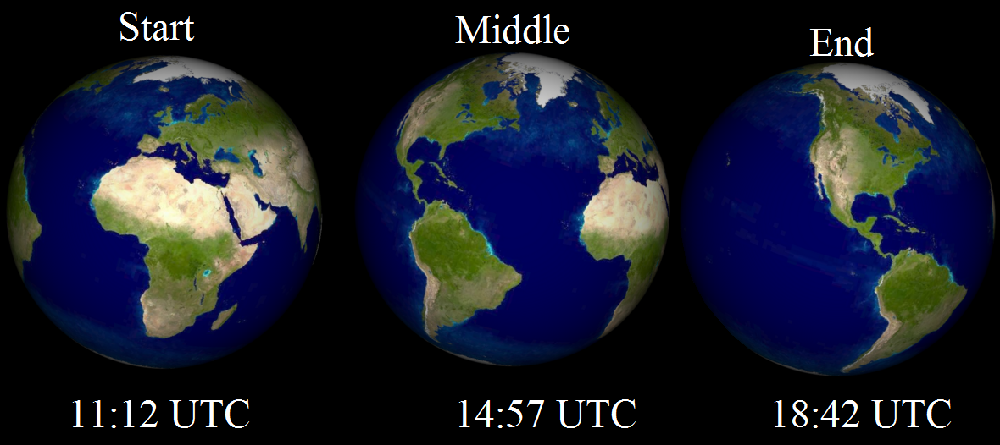 Start
Middle
End
11:12 UTC
14:57 UTC
18:42 UTC